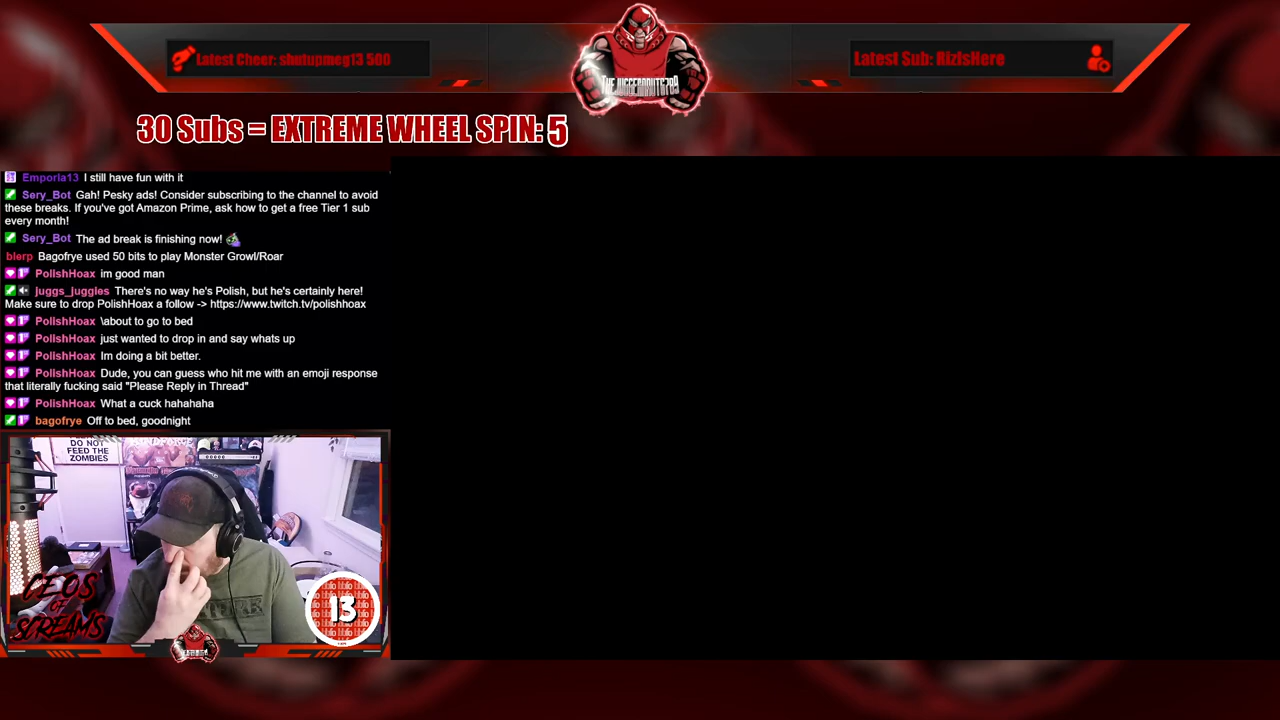 Latest Cheer: shutupmeg13 500
THEJUGGERNAUT6789
Latest Sub: RizIsHere
30 Subs = EXTREME WHEEL SPIN: 5
Emporia13 I still have fun with it
Sery_Bot Gah! Pesky ads! Consider subscribing to the channel to avoid
these breaks. If you've got Amazon Prime, ask how to get a free Tier 1 sub
every month!
Sery_Bot The ad break is finishing now!
blerp Bagofrye used 50 bits to play Monster Growl/Roar
PolishHoax im good man
juggs_juggles There's no way he's Polish, but he's certainly here!
Make sure to drop PolishHoax a follow -> https://www.twitch.tv/polishhoax
PolishHoax \about to go to bed
PolishHoax just wanted to drop in and say whats up
PolishHoax Im doing a bit better.
PolishHoax Dude, you can guess who hit me with an emoji response
that literally fucking said "Please Reply in Thread"
PolishHoax What a cuck hahahaha
bagofrye Off to bed, goodnight
DO NOT
FEED THE
ZOMBIES
CEOS
OF
SCREAMS
13